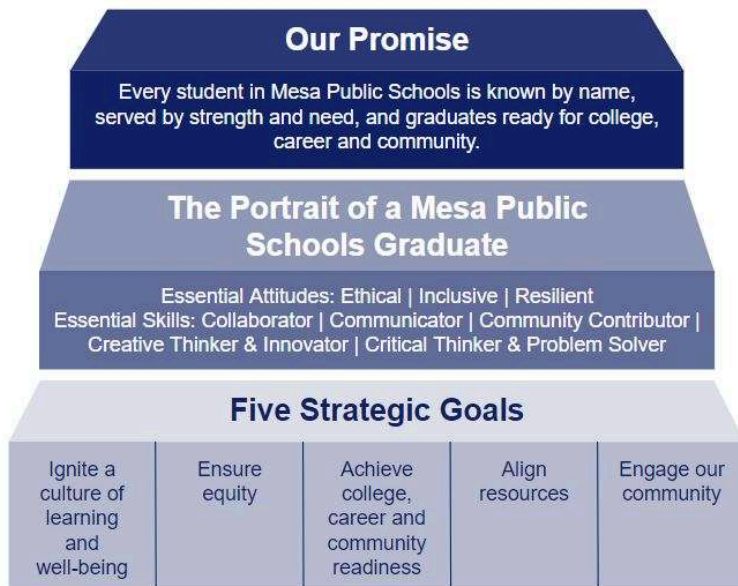 Our Promise
Every student in Mesa Public Schools is known by name,
served by strength and need, and graduates ready for college,
career and community.
The Portrait of a Mesa Public
Schools Graduate
Essential Attitudes: Ethical | Inclusive | Resilient
Essential Skills: Collaborator | Communicator | Community Contributor |
Creative Thinker & Innovator | Critical Thinker & Problem Solver
Five Strategic Goals
Ignite a
culture of
learning
and
well-being
Ensure
equity
Achieve
college,
career and
community
readiness
Align
resources
Engage our
community